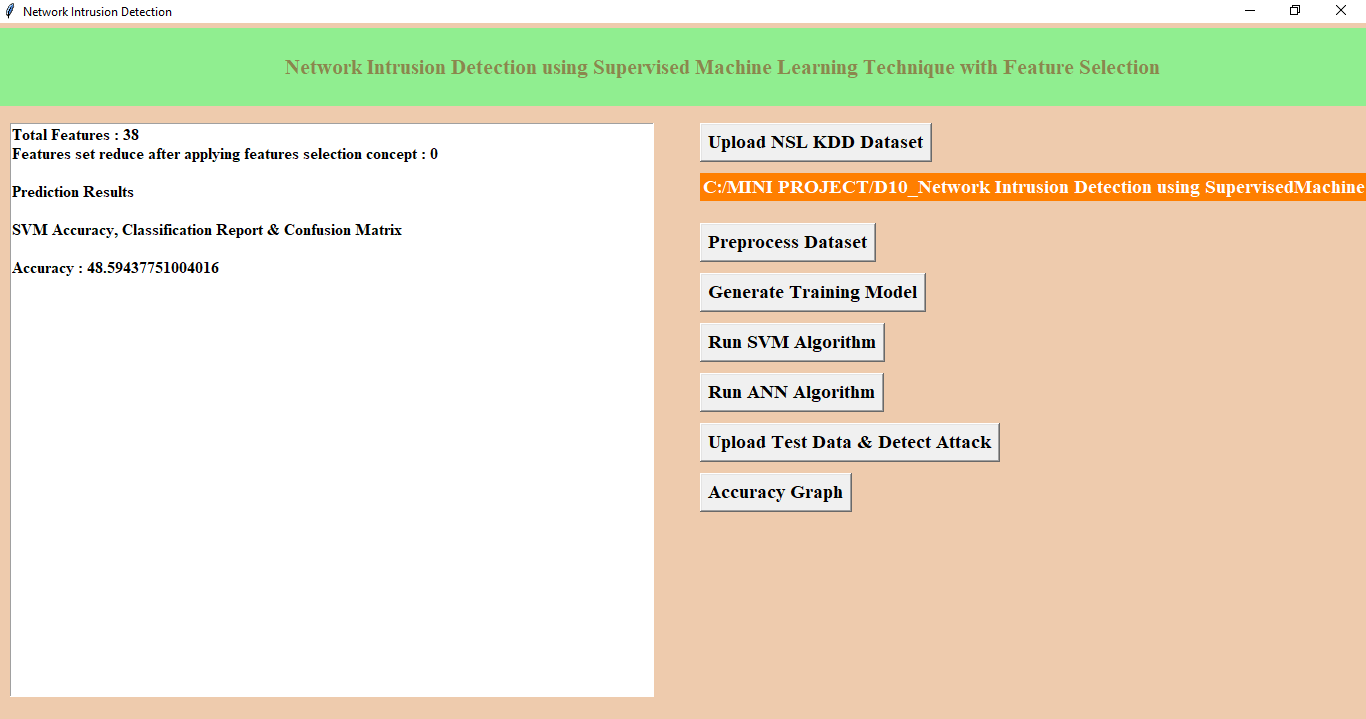 Network Intrusion Detection
Network Intrusion Detection using Supervised Machine Learning Technique with Feature Selection
Total Features : 38
Features set reduce after applying features selection concept : 0
Prediction Results
SVM Accuracy, Classification Report & Confusion Matrix
Accuracy : 48.59437751004016
Upload NSL KDD Dataset
C:/MINI PROJECT/D10_Network Intrusion Detection using SupervisedMachine
Preprocess Dataset
Generate Training Model
Run SVM Algorithm
Run ANN Algorithm
Upload Test Data & Detect Attack
Accuracy Graph